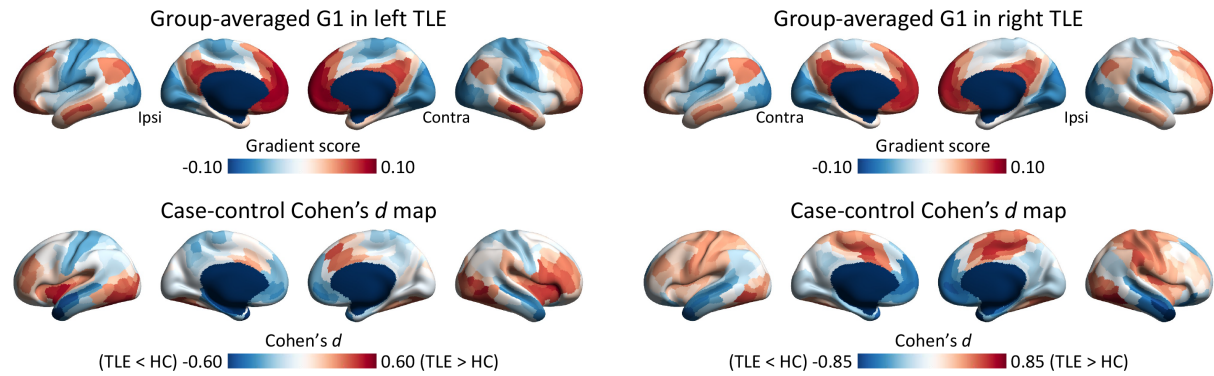 Group-averaged G1 in left TLE
Ipsi
Contra
Gradient score
-0.10 0.10
Case-control Cohen’s d map
Cohen’s d
(TLE < HC) -0.60 0.60 (TLE > HC)
Group-averaged G1 in right TLE
Contra
Ipsi
Gradient score
-0.10 0.10
Case-control Cohen’s d map
Cohen’s d
(TLE < HC) -0.85 0.85 (TLE > HC)